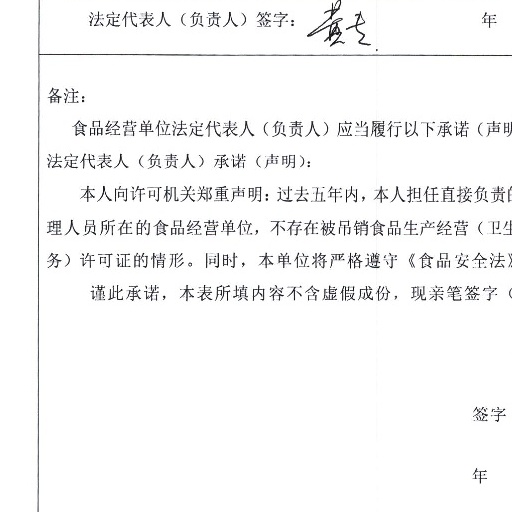 法定代表人（负责人）签字： 年
备注：
食品经营单位法定代表人（负责人）应当履行以下承诺（声明
法定代表人（负责人）承诺（声明）：
本人向许可机关郑重声明：过去五年内，本人担任直接负责的
理人员所在的食品经营单位，不存在被吊销食品生产经营（卫生
务）许可证的情形。同时，本单位将严格遵守《食品安全法》
谨此承诺，本表所填内容不含虚假成份，现亲笔签字（
签字
年